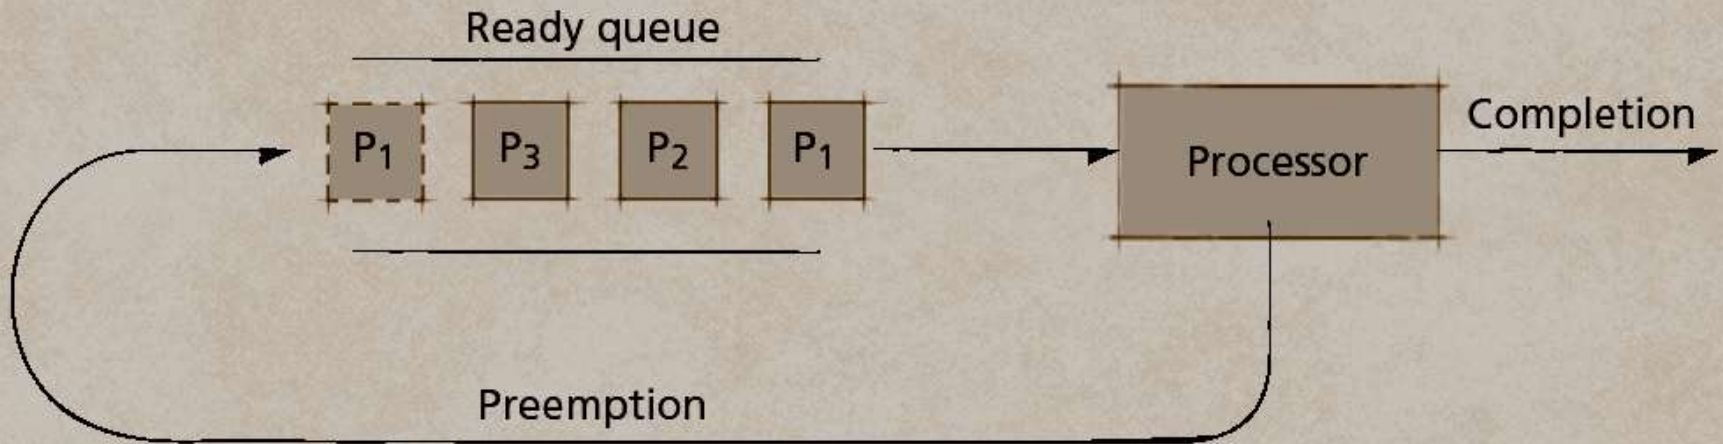 Ready queue
P₁ P₃ P₂ P₁
Processor
Completion
Preemption